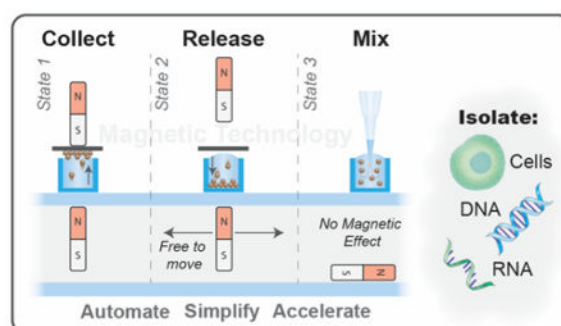 Collect
Release
Mix
State 1
State 2
State 3
N
S
N
S
Magnetic Technology
Isolate:
Cells
DNA
RNA
N
S
N
S
Free to
move
No Magnetic
Effect
S
N
Automate Simplify Accelerate